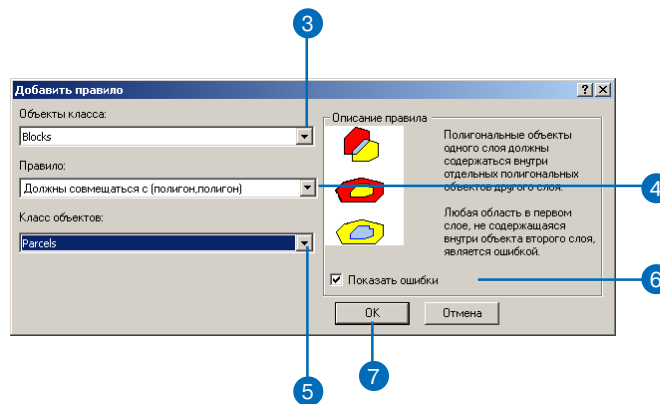 3
Добавить правило
Объекты класса:
Blocks
Правило:
Должны совмещаться с (полигон,полигон)
4
Класс объектов:
Parcels
Описание правила
Полигональные объекты
одного слоя должны
содержаться внутри
отдельных полигональных
объектов другого слоя.
Любая область в первом
слое, не содержащаяся
внутри объекта второго слоя,
является ошибкой.
Показать ошибки
6
OK
Отмена
5
7